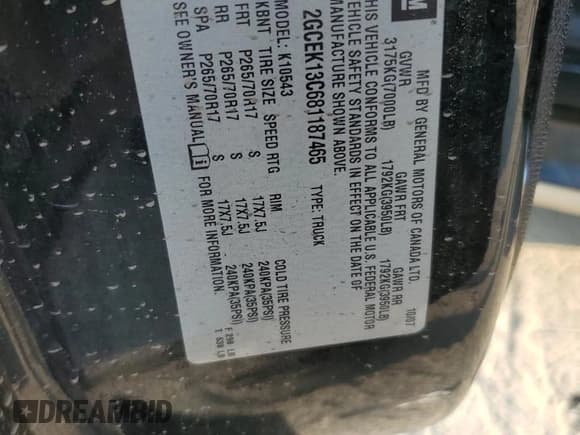 GM
MFD BY GENERAL MOTORS OF CANADA LTD. 10/07
GVWR GAWR FRT GAWR RR
3175KG(7000LB) 1792KG(3950LB) 1792KG(3950LB)
THIS VEHICLE CONFORMS TO ALL APPLICABLE U.S. FEDERAL MOTOR
VEHICLE SAFETY STANDARDS IN EFFECT ON THE DATE OF
MANUFACTURE SHOWN ABOVE.
2GCEK13C681187465 TYPE: TRUCK
MODEL: K10543
KBNT TIRE SIZE SPEED RTG RIM COLD TIRE PRESSURE
FRT P265/70R17 S 17X7.5J 240KPA(35PSI)
RR P265/70R17 S 17X7.5J 240KPA(35PSI)
SPA P265/70R17 S 17X7.5J 240KPA(35PSI)
SEE OWNER'S MANUAL i FOR MORE INFORMATION.
DREAMBID